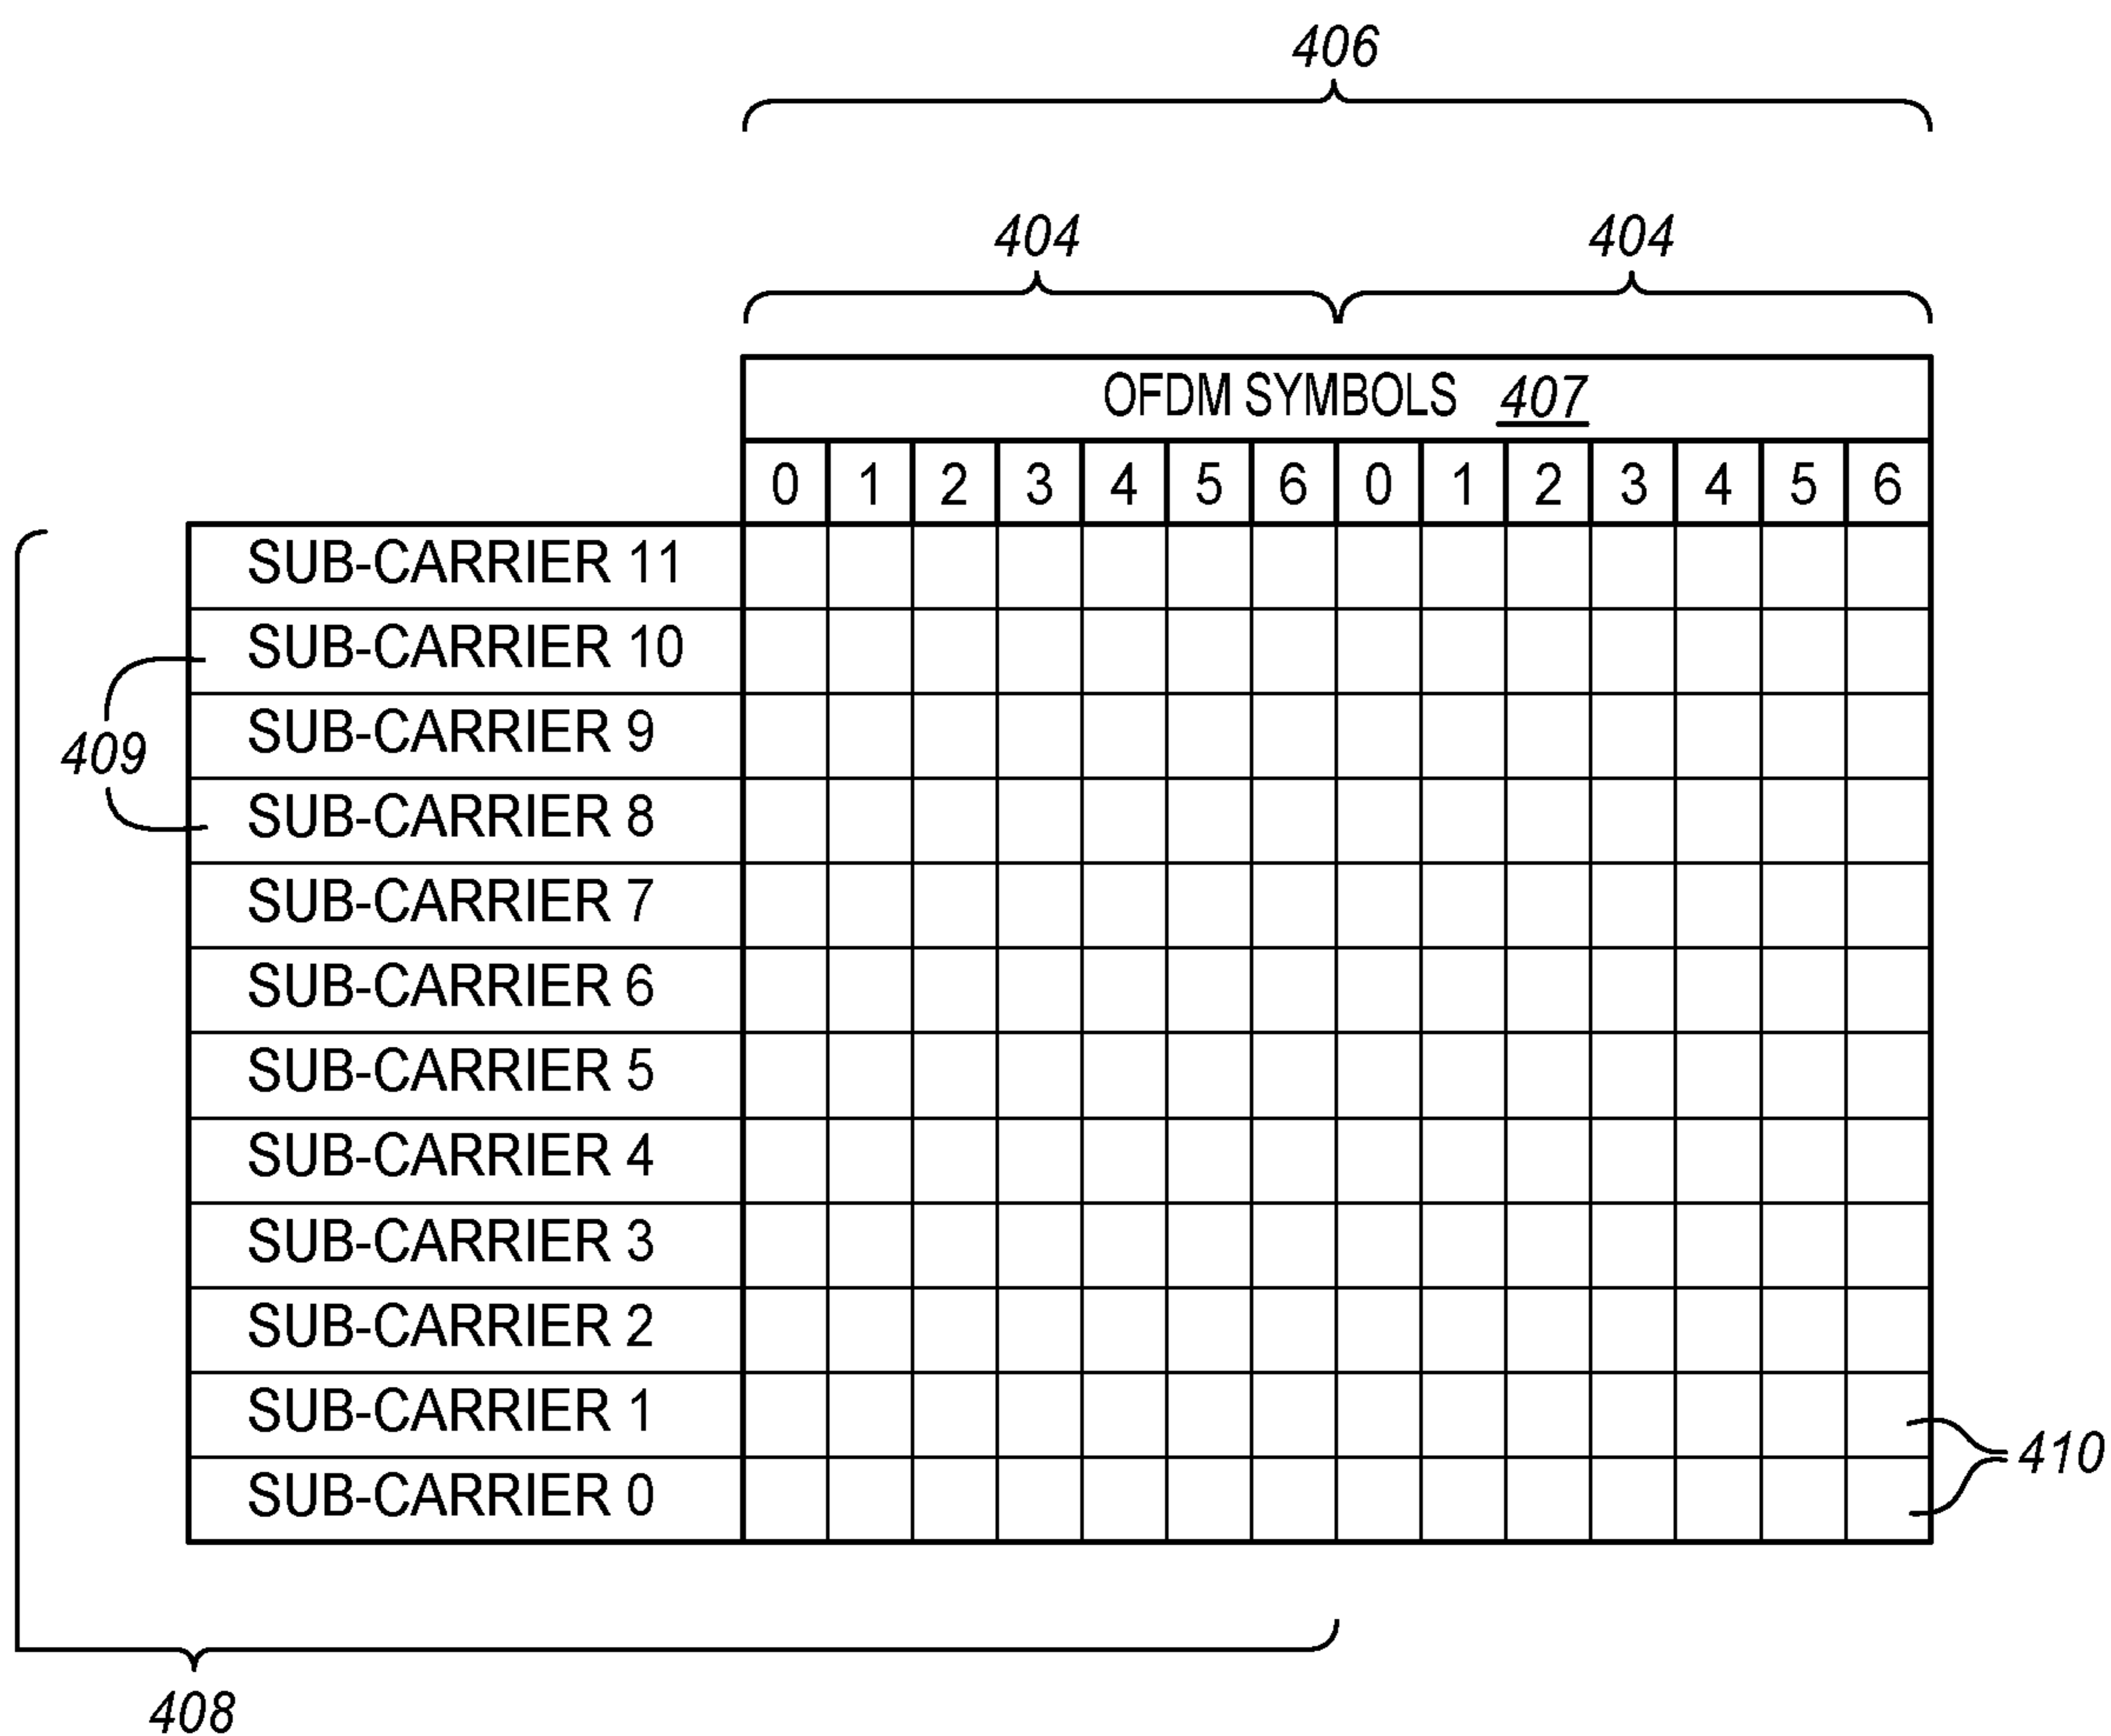 406
404 404
OFDM SYMBOLS 407
0 1 2 3 4 5 6 0 1 2 3 4 5 6
SUB-CARRIER 11
SUB-CARRIER 10
SUB-CARRIER 9
409
SUB-CARRIER 8
SUB-CARRIER 7
SUB-CARRIER 6
SUB-CARRIER 5
SUB-CARRIER 4
SUB-CARRIER 3
SUB-CARRIER 2
SUB-CARRIER 1
410
SUB-CARRIER 0
408